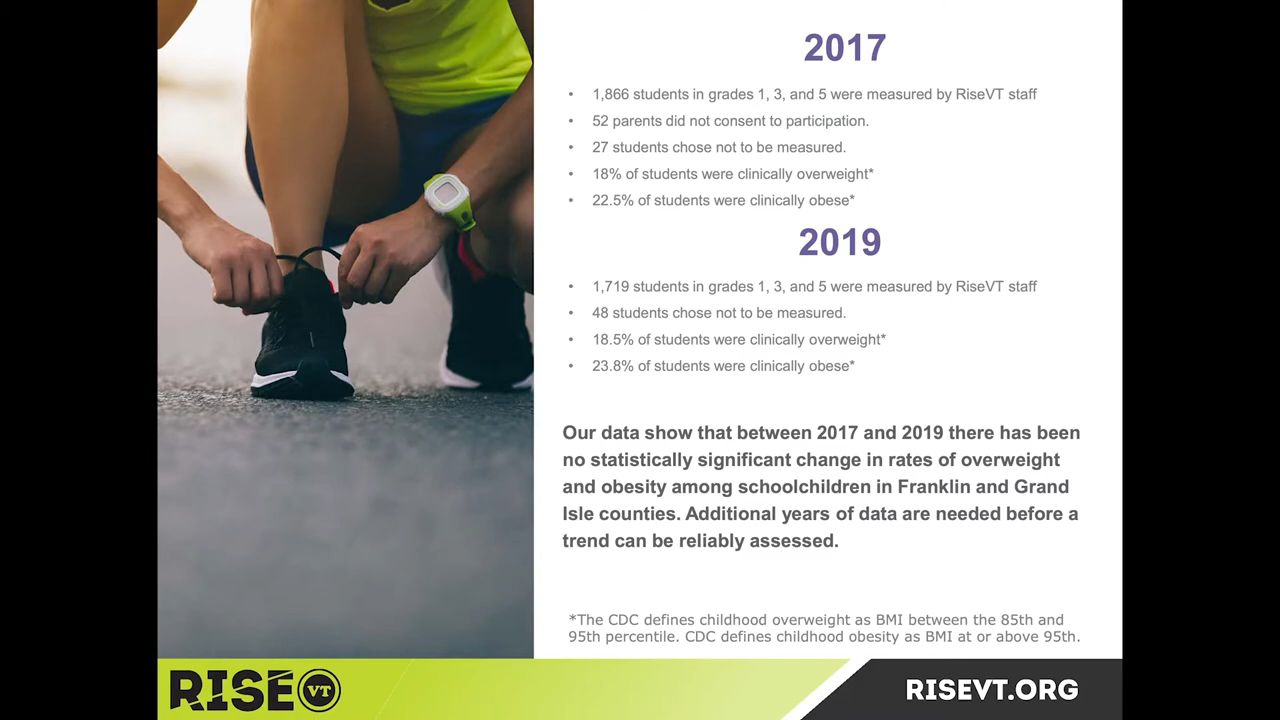 2017
• 1,866 students in grades 1, 3, and 5 were measured by RiseVT staff
• 52 parents did not consent to participation.
• 27 students chose not to be measured.
• 18% of students were clinically overweight*
• 22.5% of students were clinically obese*
2019
• 1,719 students in grades 1, 3, and 5 were measured by RiseVT staff
• 48 students chose not to be measured.
• 18.5% of students were clinically overweight*
• 23.8% of students were clinically obese*
Our data show that between 2017 and 2019 there has been
no statistically significant change in rates of overweight
and obesity among schoolchildren in Franklin and Grand
Isle counties. Additional years of data are needed before a
trend can be reliably assessed.
*The CDC defines childhood overweight as BMI between the 85th and
95th percentile. CDC defines childhood obesity as BMI at or above 95th.
RISE VT
RISEVT.ORG